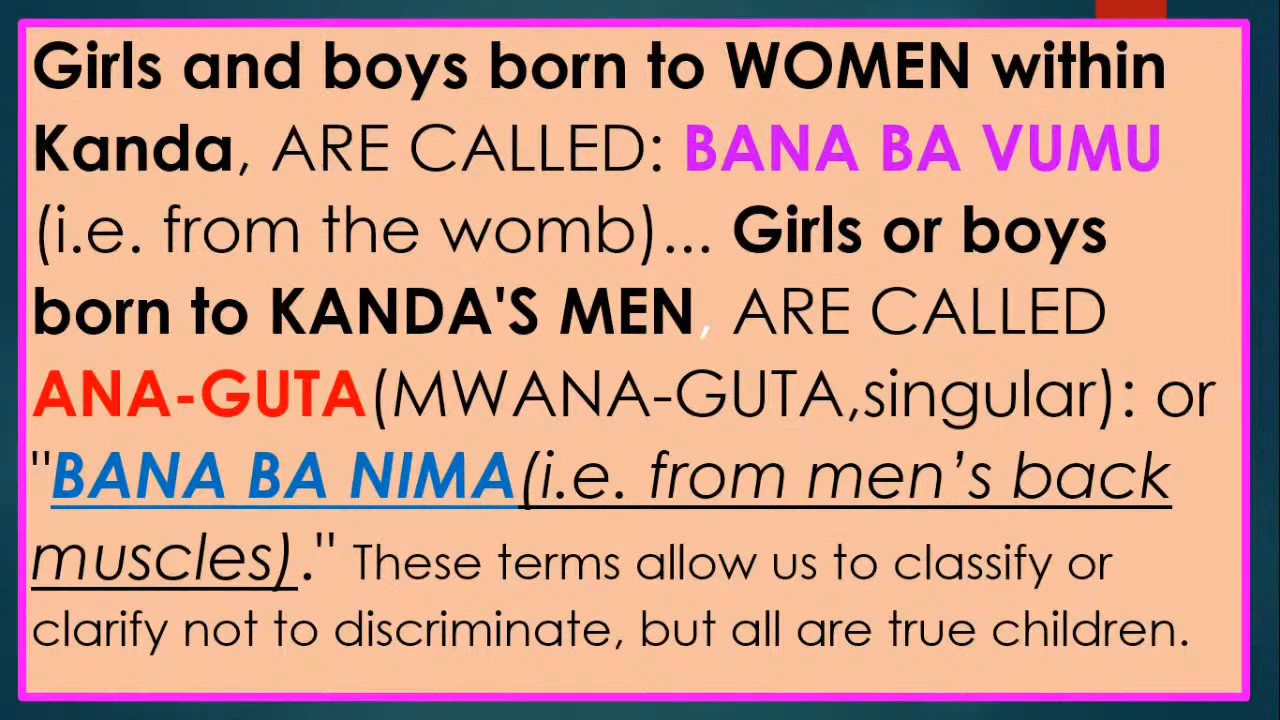 Girls and boys born to WOMEN within
Kanda, ARE CALLED: BANA BA VUMU
(i.e. from the womb)... Girls or boys
born to KANDA'S MEN, ARE CALLED
ANA-GUTA(MWANA-GUTA,singular): or
"BANA BA NIMA(i.e. from men’s back
muscles)." These terms allow us to classify or
clarify not to discriminate, but all are true children.